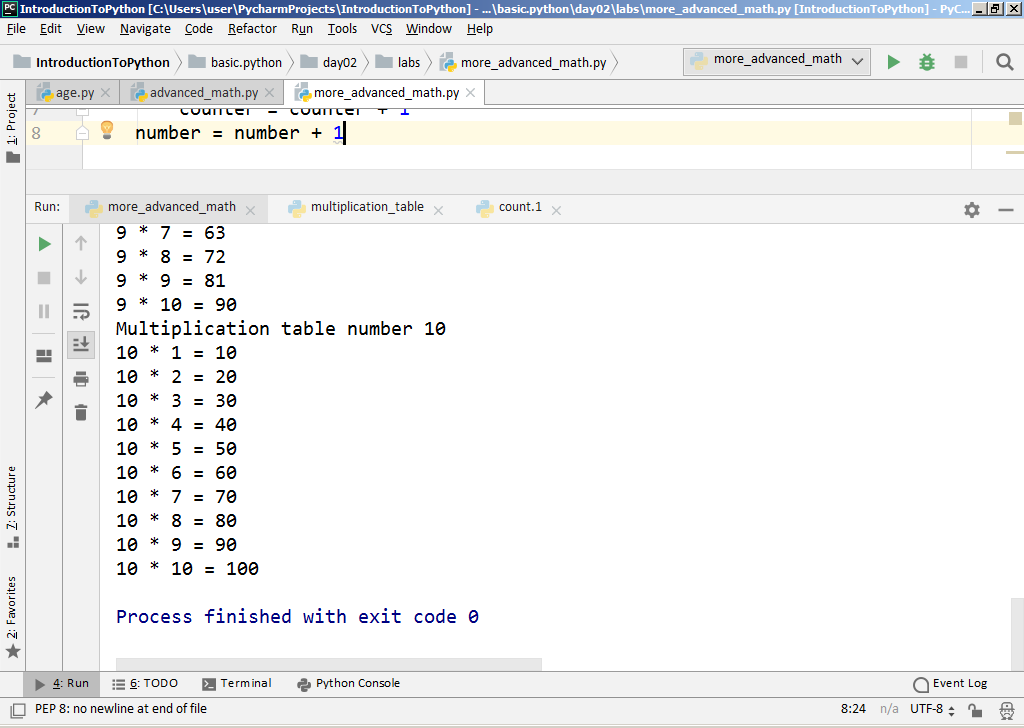 IntroductionToPython [C:\Users\user\PycharmProjects\IntroductionToPython] - ...\basic.python\day02\labs\more_advanced_math.py [IntroductionToPython] - PyC...
File Edit View Navigate Code Refactor Run Tools VCS Window Help
IntroductionToPython basic.python day02 labs more_advanced_math.py more_advanced_math
age.py advanced_math.py more_advanced_math.py
1: Project
7 counter = counter + 1
8 number = number + 1
Run: more_advanced_math multiplication_table count.1
9 * 7 = 63
9 * 8 = 72
9 * 9 = 81
9 * 10 = 90
Multiplication table number 10
10 * 1 = 10
10 * 2 = 20
10 * 3 = 30
10 * 4 = 40
10 * 5 = 50
10 * 6 = 60
10 * 7 = 70
10 * 8 = 80
10 * 9 = 90
10 * 10 = 100
Process finished with exit code 0
7: Structure
2: Favorites
4: Run 6: TODO Terminal Python Console Event Log
PEP 8: no newline at end of file 8:24 n/a UTF-8